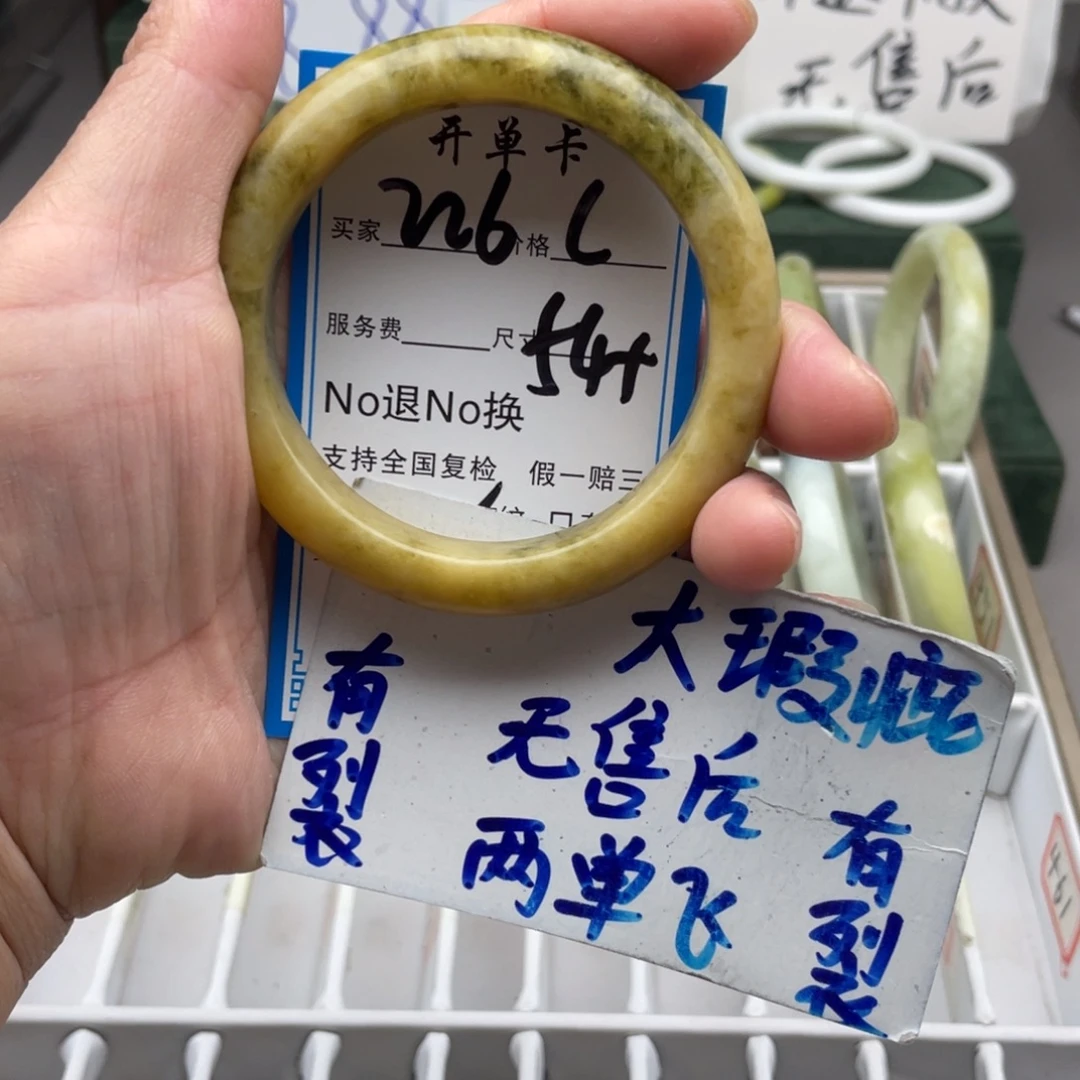 无售后
开单卡
买家 226 价格 L
服务费 尺寸 54+
No退No换
支持全国复检 假一赔三
大瑕疵
无售后
两单飞
有裂
有裂